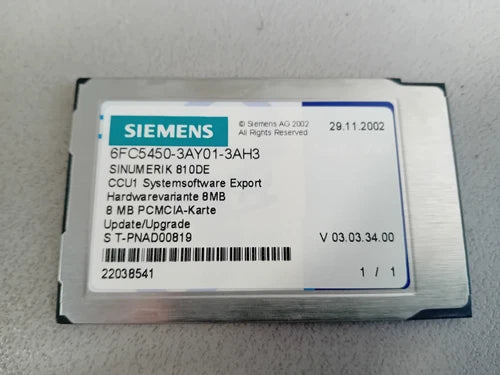 SIEMENS
© Siemens AG 2002
All Rights Reserved
29.11.2002
6FC5450-3AY01-3AH3
SINUMERIK 810DE
CCU1 Systemsoftware Export
Hardwarevariante 8MB
8 MB PCMCIA-Karte
Update/Upgrade
S T-PNAD00819
V 03.03.34.00
22038541
1 / 1